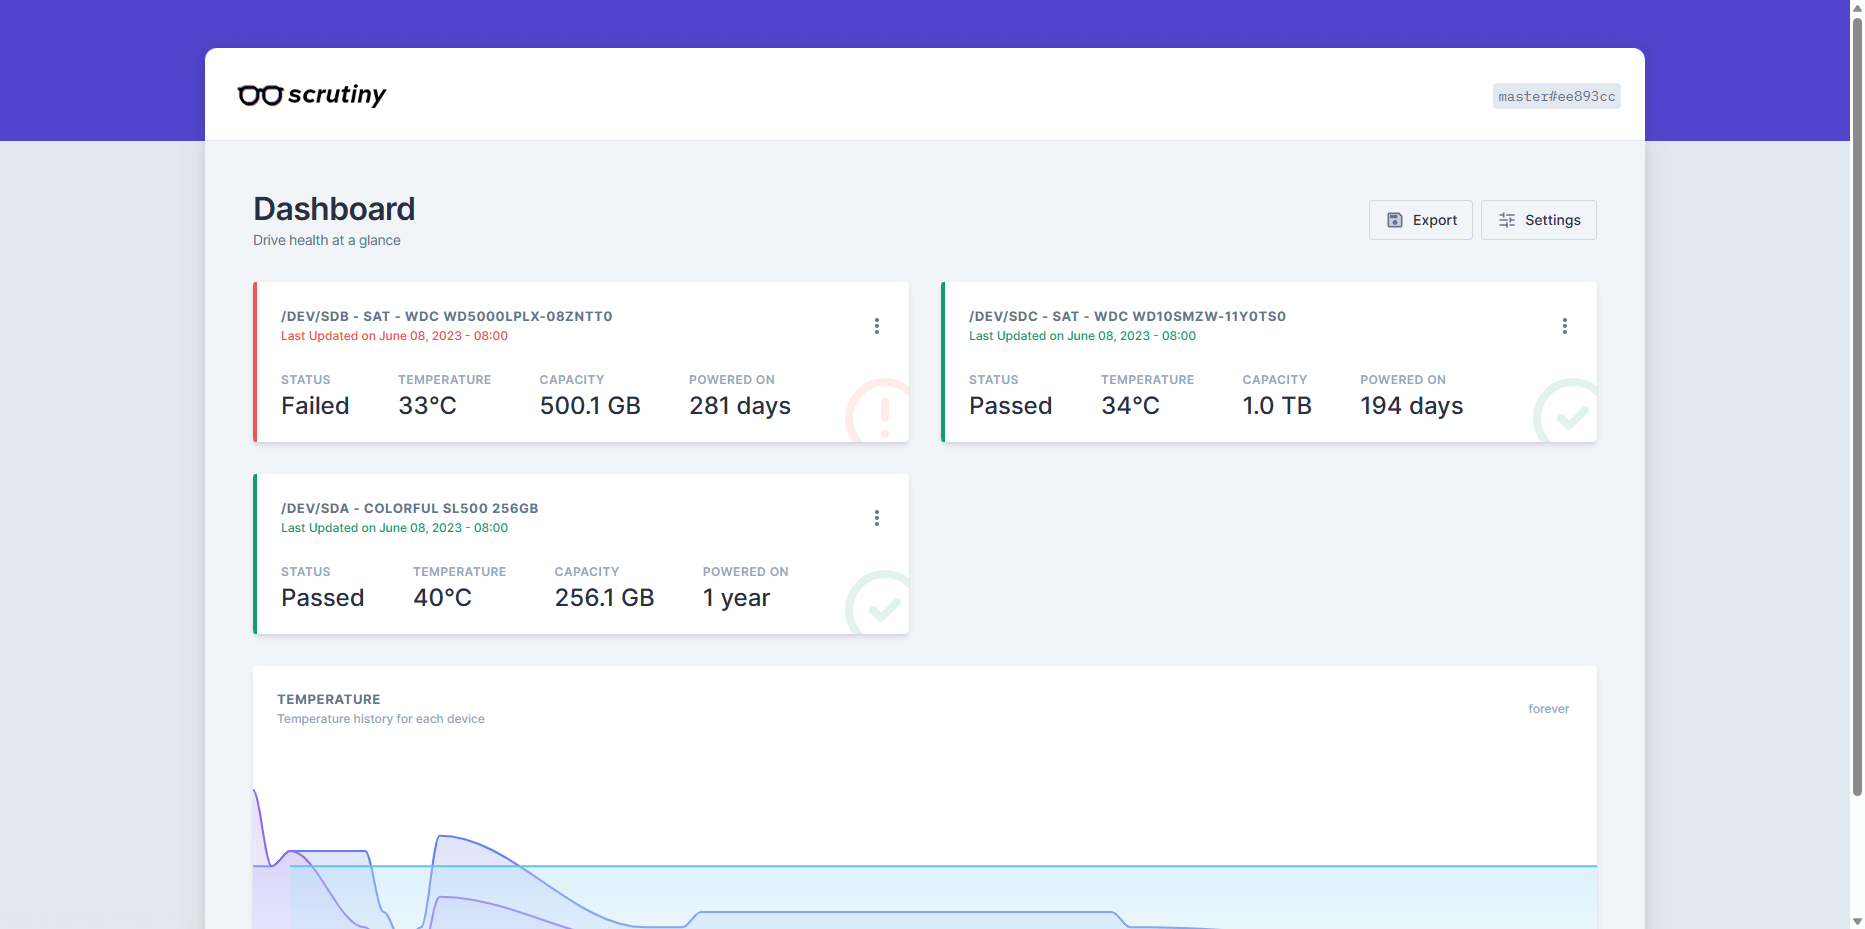 scrutiny
master#ee893cc
Dashboard
Drive health at a glance
Export
Settings
/DEV/SDB - SAT - WDC WD5000LPLX-08ZNTT0
Last Updated on June 08, 2023 - 08:00
STATUS TEMPERATURE CAPACITY POWERED ON
Failed 33°C 500.1 GB 281 days
/DEV/SDC - SAT - WDC WD10SMZW-11Y0TS0
Last Updated on June 08, 2023 - 08:00
STATUS TEMPERATURE CAPACITY POWERED ON
Passed 34°C 1.0 TB 194 days
/DEV/SDA - COLORFUL SL500 256GB
Last Updated on June 08, 2023 - 08:00
STATUS TEMPERATURE CAPACITY POWERED ON
Passed 40°C 256.1 GB 1 year
TEMPERATURE
Temperature history for each device
forever